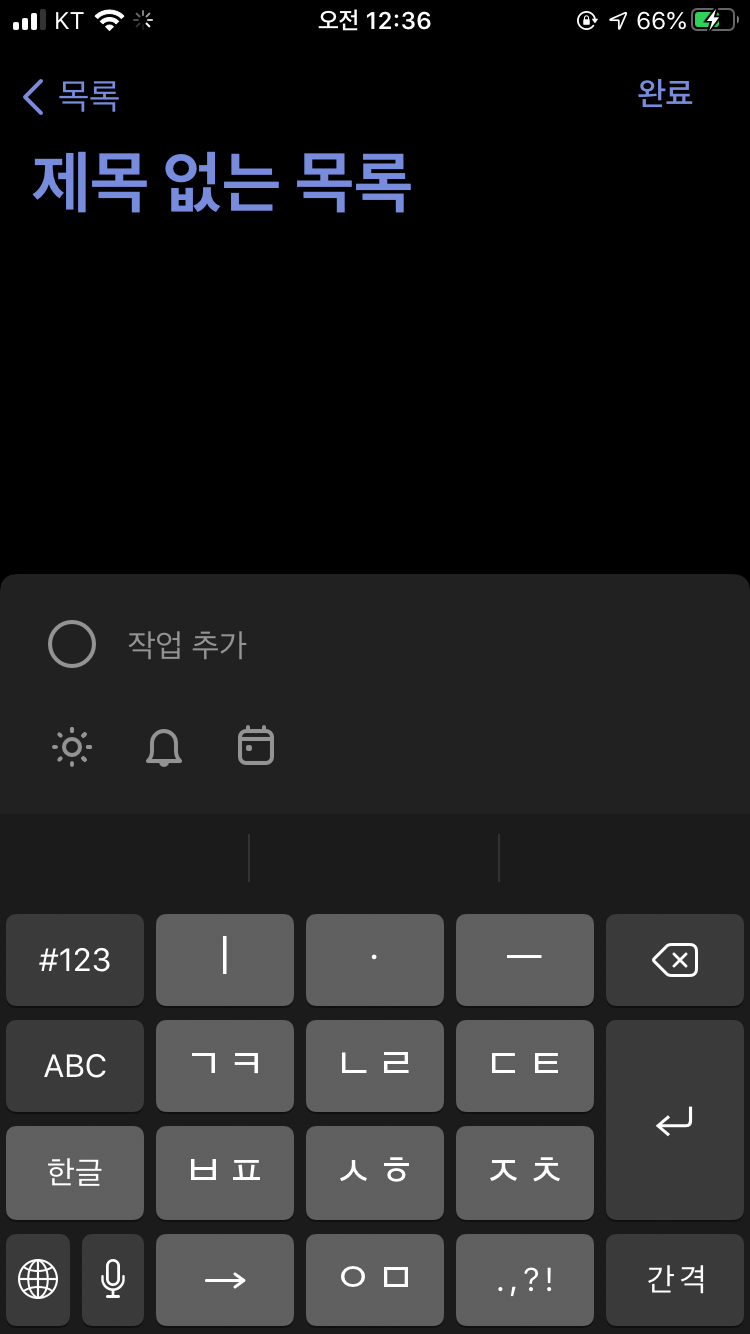 KT 오전 12:36 66%
목록 완료
제목 없는 목록
작업 추가
#123 ㅣ · ㅡ
ABC ㄱㅋ ㄴㄹ ㄷㅌ
한글 ㅂㅍ ㅅㅎ ㅈㅊ
→ ㅇㅁ .,?! 간격